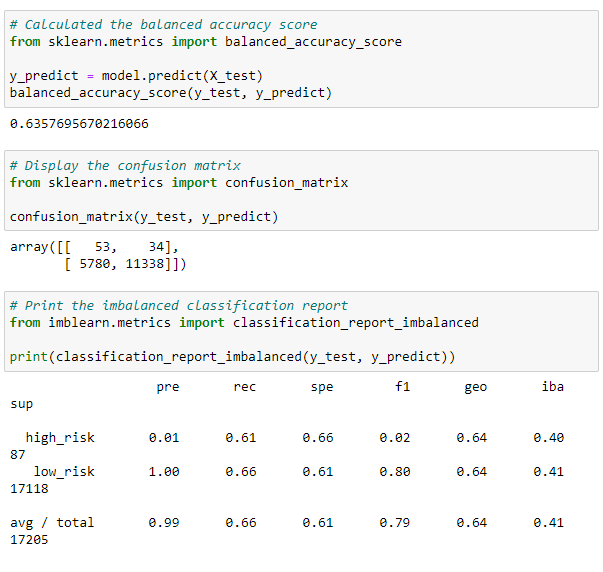 # Calculated the balanced accuracy score
from sklearn.metrics import balanced_accuracy_score
y_predict = model.predict(X_test)
balanced_accuracy_score(y_test, y_predict)
0.6357695670216066
# Display the confusion matrix
from sklearn.metrics import confusion_matrix
confusion_matrix(y_test, y_predict)
array([[   53,    34],
       [ 5780, 11338]])
# Print the imbalanced classification report
from imblearn.metrics import classification_report_imbalanced
print(classification_report_imbalanced(y_test, y_predict))
                   pre       rec       spe        f1       geo       iba
sup
  high_risk       0.01      0.61      0.66      0.02      0.64      0.40
87
   low_risk       1.00      0.66      0.61      0.80      0.64      0.41
17118
avg / total       0.99      0.66      0.61      0.79      0.64      0.41
17205